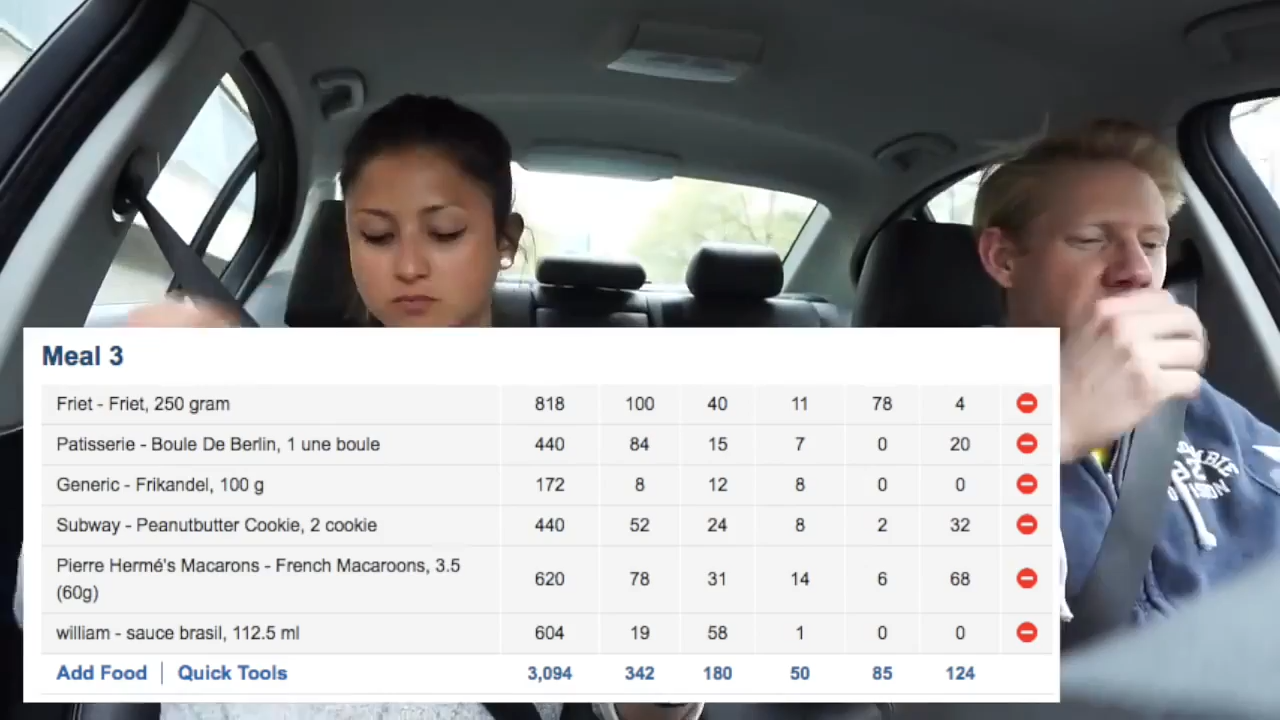 Meal 3
Friet - Friet, 250 gram 818 100 40 11 78 4
Patisserie - Boule De Berlin, 1 une boule 440 84 15 7 0 20
Generic - Frikandel, 100 g 172 8 12 8 0 0
Subway - Peanutbutter Cookie, 2 cookie 440 52 24 8 2 32
Pierre Hermé's Macarons - French Macaroons, 3.5
(60g) 620 78 31 14 6 68
william - sauce brasil, 112.5 ml 604 19 58 1 0 0
Add Food | Quick Tools 3,094 342 180 50 85 124